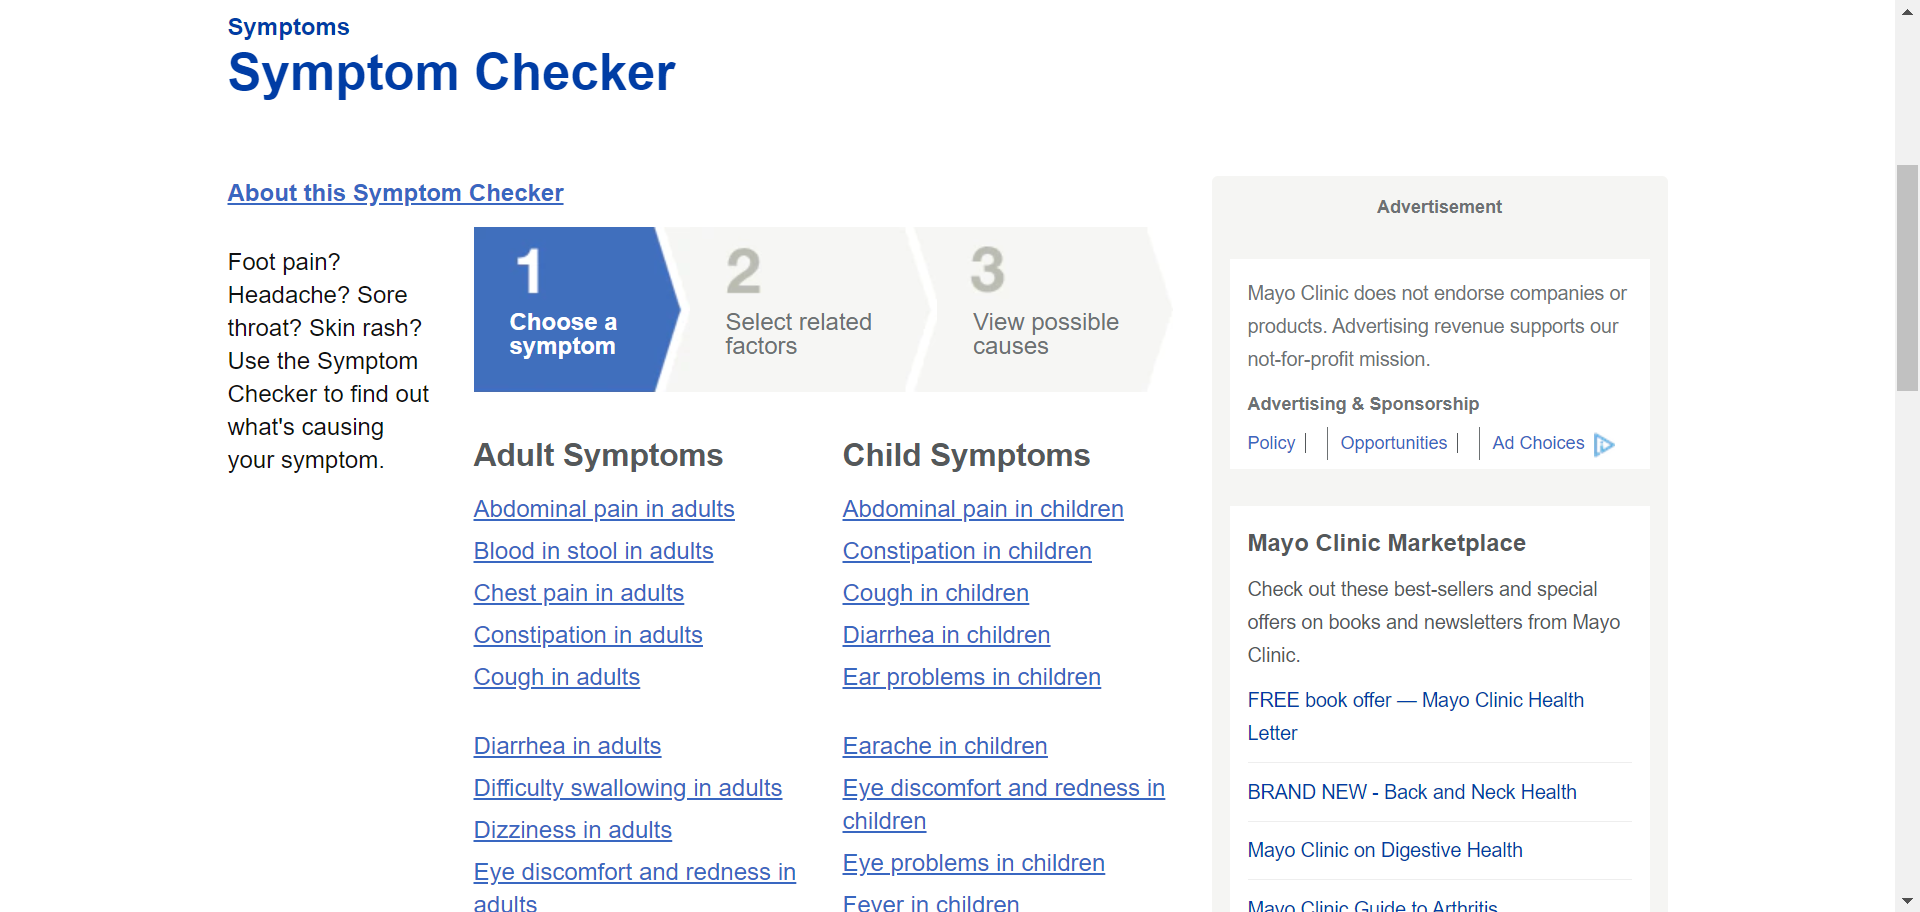 Symptoms
Symptom Checker
About this Symptom Checker
Foot pain?
Headache? Sore
throat? Skin rash?
Use the Symptom
Checker to find out
what's causing
your symptom.
1
Choose a
symptom
2
Select related
factors
3
View possible
causes
Adult Symptoms
Abdominal pain in adults
Blood in stool in adults
Chest pain in adults
Constipation in adults
Cough in adults
Diarrhea in adults
Difficulty swallowing in adults
Dizziness in adults
Eye discomfort and redness in
adults
Child Symptoms
Abdominal pain in children
Constipation in children
Cough in children
Diarrhea in children
Ear problems in children
Earache in children
Eye discomfort and redness in
children
Eye problems in children
Fever in children
Advertisement
Mayo Clinic does not endorse companies or
products. Advertising revenue supports our
not-for-profit mission.
Advertising & Sponsorship
Policy | Opportunities | Ad Choices
Mayo Clinic Marketplace
Check out these best-sellers and special
offers on books and newsletters from Mayo
Clinic.
FREE book offer — Mayo Clinic Health
Letter
BRAND NEW - Back and Neck Health
Mayo Clinic on Digestive Health
Mayo Clinic Guide to Arthritis